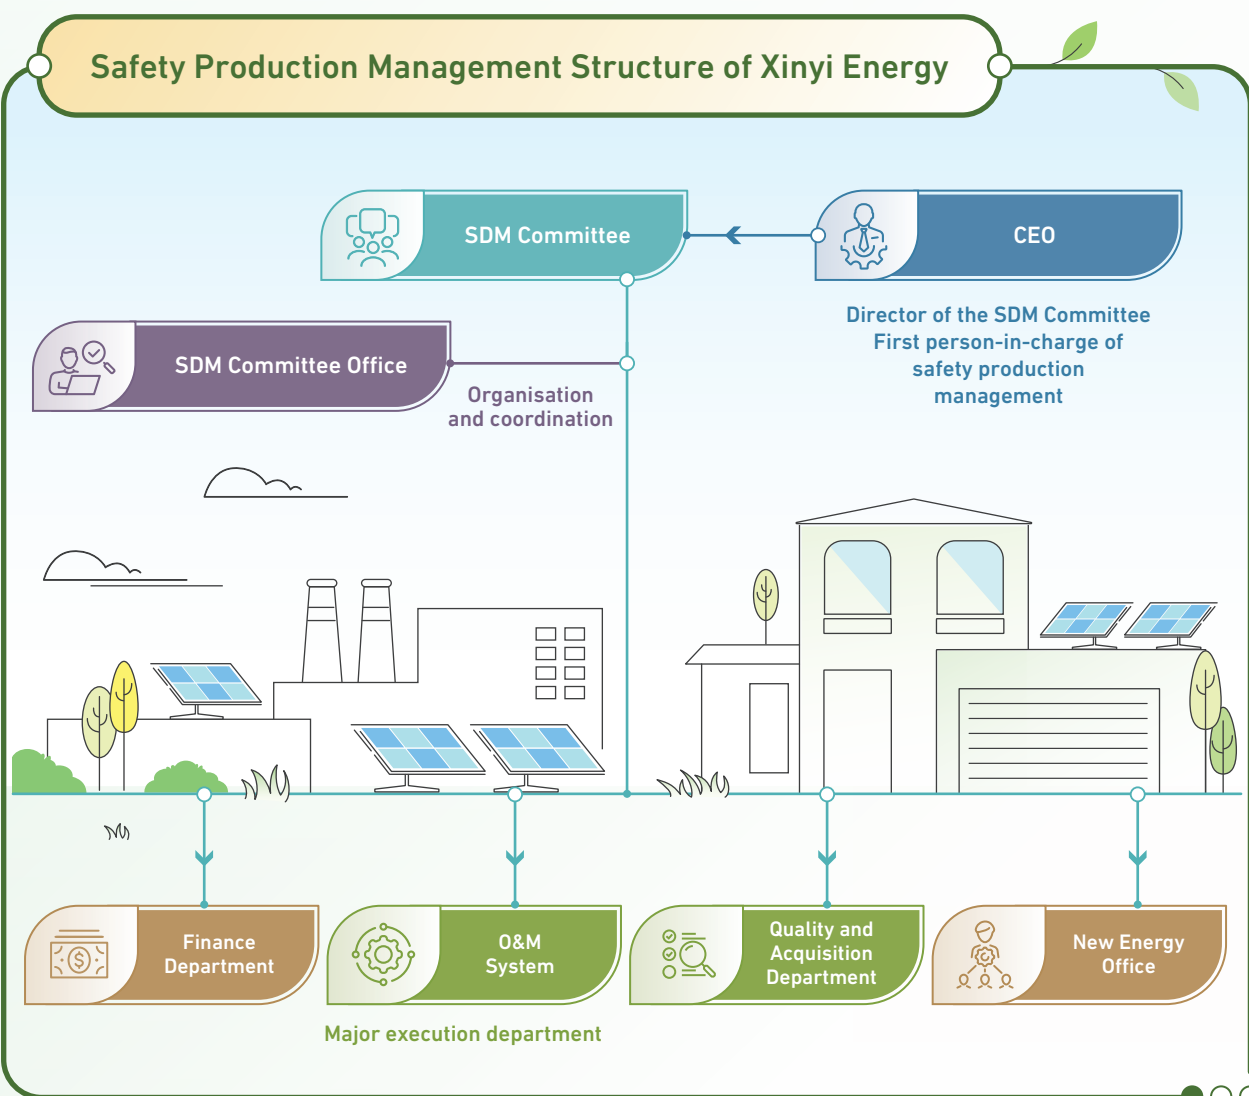 Safety Production Management Structure of Xinyi Energy
SDM Committee
CEO
Director of the SDM Committee
First person-in-charge of
safety production
management
SDM Committee Office
Organisation
and coordination
Finance
Department
O&M
System
Quality and
Acquisition
Department
New Energy
Office
Major execution department